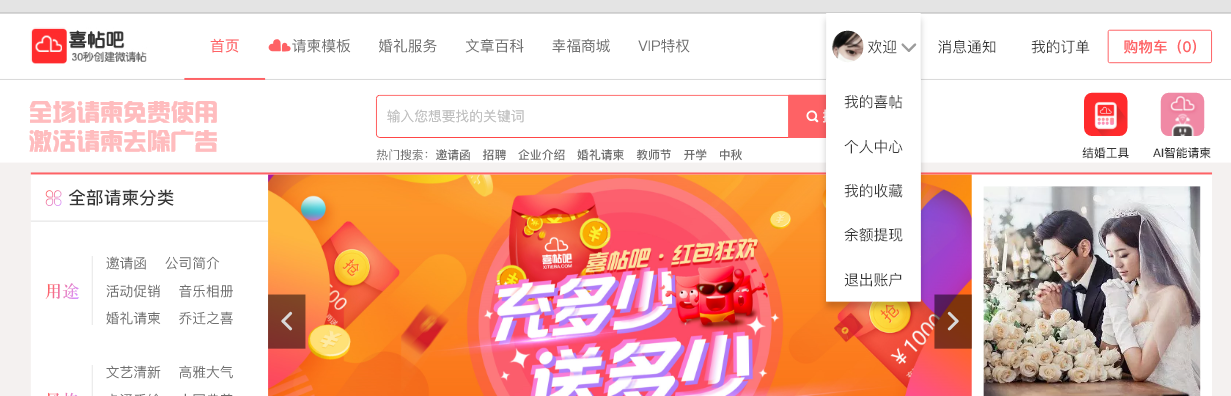 喜帖吧
30秒创建微请帖
首页 请柬模板 婚礼服务 文章百科 幸福商城 VIP特权
欢迎 消息通知 我的订单 购物车（0）
全场请柬免费使用
激活请柬去除广告
输入您想要找的关键词
热门搜索： 邀请函 招聘 企业介绍 婚礼请柬 教师节 开学 中秋
我的喜帖
个人中心
我的收藏
余额提现
退出账户
结婚工具 AI智能请柬
全部请柬分类
用途
邀请函 公司简介
活动促销 音乐相册
婚礼请柬 乔迁之喜
文艺清新 高雅大气
喜帖吧
喜帖吧·红包狂欢
充多少
送多少
抢
抢
¥1000